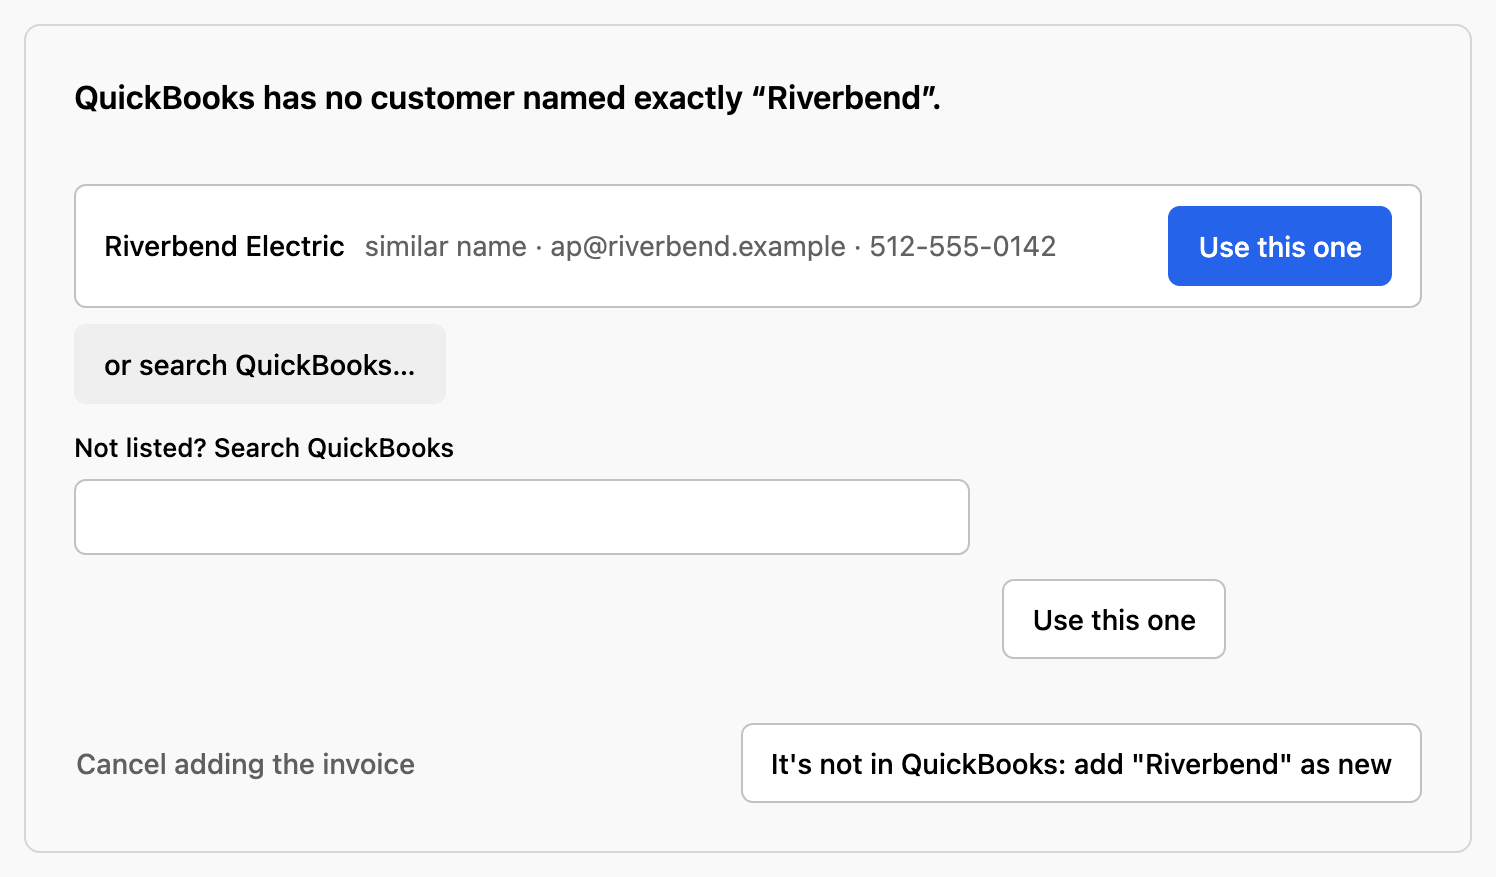 QuickBooks has no customer named exactly “Riverbend”.
Riverbend Electric similar name · ap@riverbend.example · 512-555-0142 Use this one
or search QuickBooks...
Not listed? Search QuickBooks
Use this one
Cancel adding the invoice It's not in QuickBooks: add "Riverbend" as new